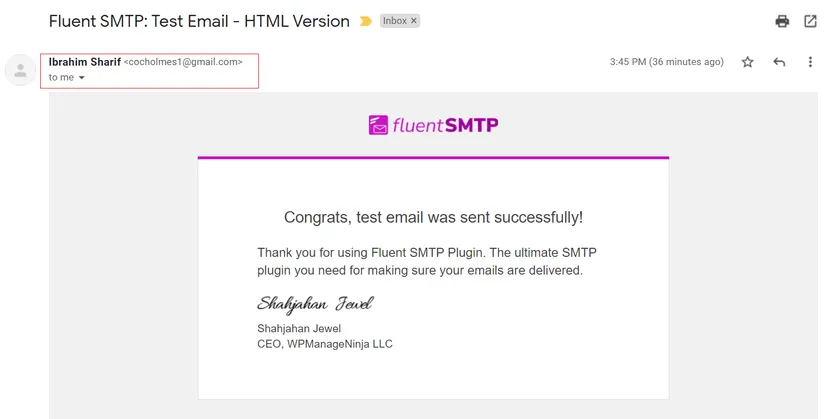 Fluent SMTP: Test Email - HTML Version Inbox ×
Ibrahim Sharif <cocholmes1@gmail.com> 3:45 PM (36 minutes ago)
to me
fluentSMTP
Congrats, test email was sent successfully!
Thank you for using Fluent SMTP Plugin. The ultimate SMTP
plugin you need for making sure your emails are delivered.
Shahjahan Jewel
Shahjahan Jewel
CEO, WPManageNinja LLC